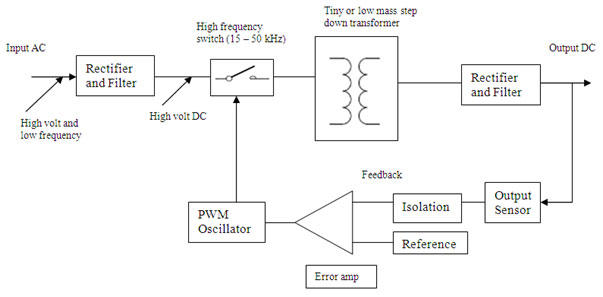 Tiny or low mass step
down transformer
High frequency
switch (15 – 50 kHz)
Input AC
Output DC
Rectifier
and Filter
Rectifier
and Filter
High volt and
low frequency
High volt DC
Feedback
PWM
Oscillator
Isolation
Output
Sensor
Reference
Error amp